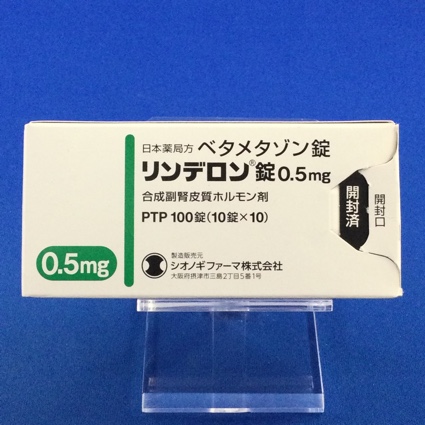 日本薬局方 ベタメタゾン錠
リンデロン®錠0.5mg
合成副腎皮質ホルモン剤
PTP 100錠(10錠×10)
0.5mg
製造販売元
シオノギファーマ株式会社
大阪府摂津市三島2丁目5番1号
開封済
開封口